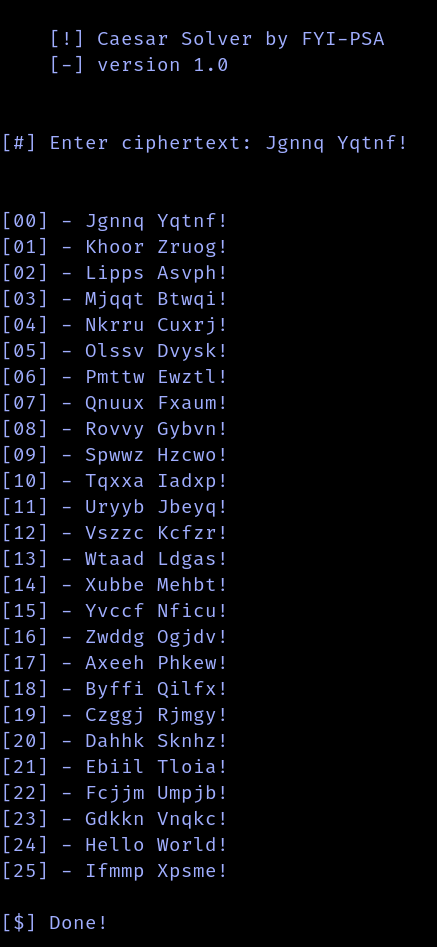 [!] Caesar Solver by FYI-PSA
[-] version 1.0
[#] Enter ciphertext: Jgnnq Yqtnf!
[00] - Jgnnq Yqtnf!
[01] - Khoor Zruog!
[02] - Lipps Asvph!
[03] - Mjqqt Btwqi!
[04] - Nkrru Cuxrj!
[05] - Olssv Dvysk!
[06] - Pmttw Ewztl!
[07] - Qnuux Fxaum!
[08] - Rovvy Gybvn!
[09] - Spwwz Hzcwo!
[10] - Tqxxa Iadxp!
[11] - Uryyb Jbeyq!
[12] - Vszzc Kcfzr!
[13] - Wtaad Ldgas!
[14] - Xubbe Mehbt!
[15] - Yvccf Nficu!
[16] - Zwddg Ogjdv!
[17] - Axeeh Phkew!
[18] - Byffi Qilfx!
[19] - Czggj Rjmgy!
[20] - Dahhk Sknhz!
[21] - Ebiil Tloia!
[22] - Fcjjm Umpjb!
[23] - Gdkkn Vnqkc!
[24] - Hello World!
[25] - Ifmmp Xpsme!
[$] Done!